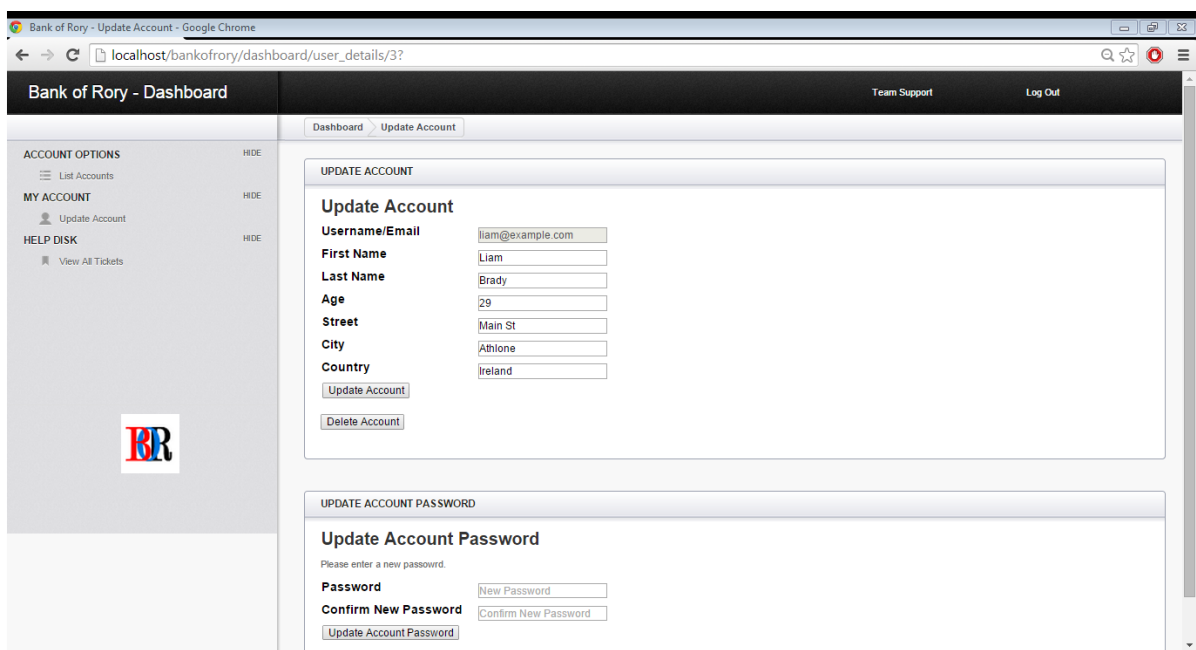 Bank of Rory - Update Account - Google Chrome
localhost/bankofrory/dashboard/user_details/3?
Bank of Rory - Dashboard
Team Support
Log Out
Dashboard
Update Account
ACCOUNT OPTIONS
HIDE
List Accounts
MY ACCOUNT
HIDE
Update Account
HELP DISK
HIDE
View All Tickets
BOR
UPDATE ACCOUNT
Update Account
Username/Email liam@example.com
First Name Liam
Last Name Brady
Age 29
Street Main St
City Athlone
Country Ireland
Update Account
Delete Account
UPDATE ACCOUNT PASSWORD
Update Account Password
Please enter a new passowrd.
Password New Password
Confirm New Password Confirm New Password
Update Account Password